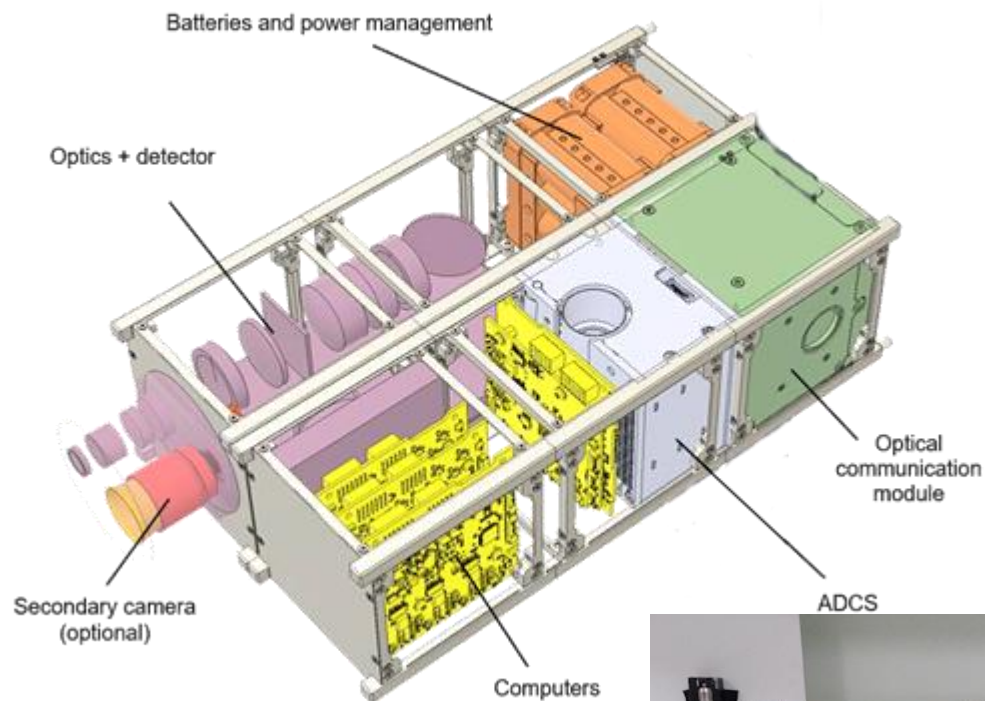 Batteries and power management
Optics + detector
Optical
communication
module
Secondary camera
(optional)
ADCS
Computers